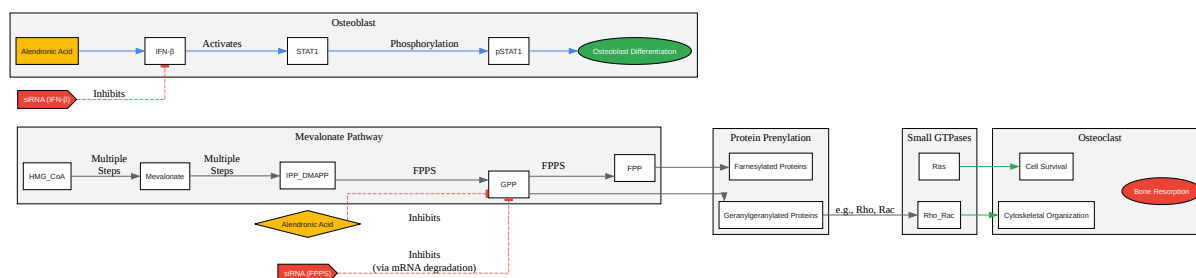 Osteoblast
Alendronic Acid
IFN-β
Activates
STAT1
Phosphorylation
pSTAT1
Osteoblast Differentiation
siRNA (IFN-β)
Inhibits
Mevalonate Pathway
HMG_CoA
Multiple
Steps
Mevalonate
Multiple
Steps
IPP_DMAPP
FPPS
GPP
FPPS
FPP
Alendronic Acid
Inhibits
siRNA (FPPS)
Inhibits
(via mRNA degradation)
Protein Prenylation
Farnesylated Proteins
Geranylgeranylated Proteins
e.g., Rho, Rac
Small GTPases
Ras
Rho_Rac
Osteoclast
Cell Survival
Cytoskeletal Organization
Bone Resorption